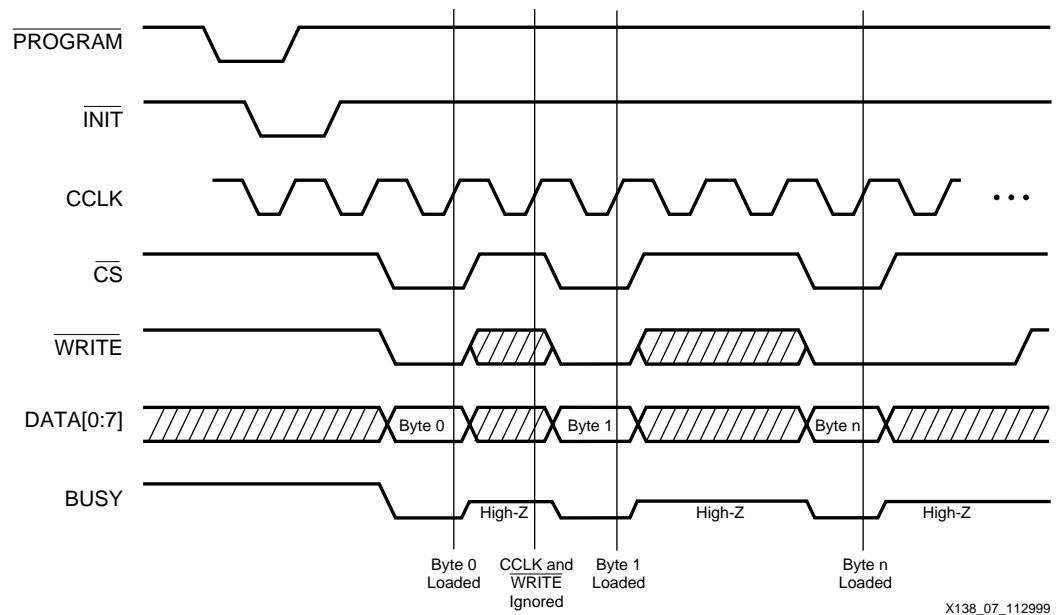 PROGRAM
INIT
CCLK
...
CS
WRITE
DATA[0:7]
Byte 0
Byte 1
Byte n
BUSY
High-Z
High-Z
High-Z
Byte 0
Loaded
CCLK and
WRITE
Ignored
Byte 1
Loaded
Byte n
Loaded
X138_07_112999